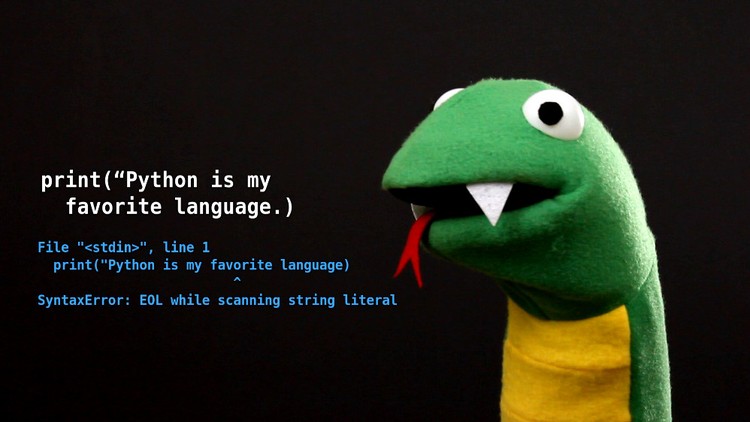 print(“Python is my
favorite language.)
File "<stdin>", line 1
print("Python is my favorite language)
^
SyntaxError: EOL while scanning string literal